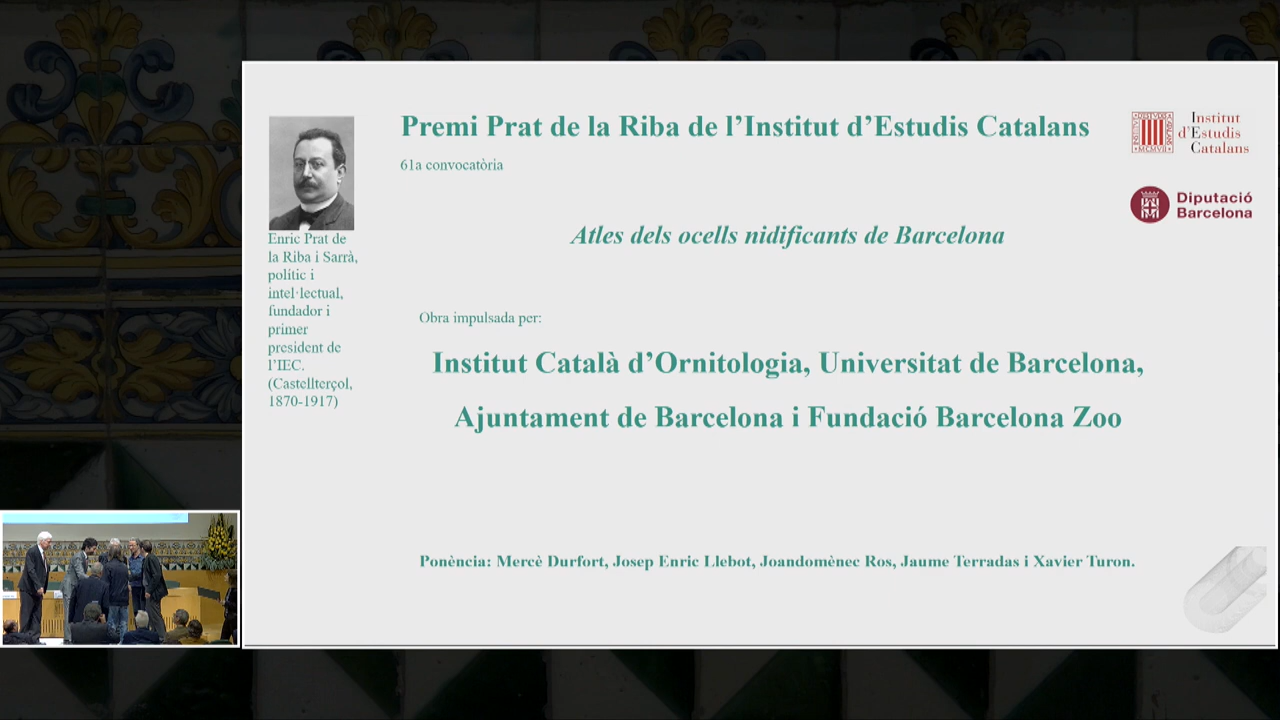 Premi Prat de la Riba de l’Institut d’Estudis Catalans
61a convocatòria
Institut
d’Estudis
Catalans
Diputació
Barcelona
Enric Prat de
la Riba i Sarrà,
polític i
intel·lectual,
fundador i
primer
president de
l’IEC.
(Castellterçol,
1870-1917)
Atles dels ocells nidificants de Barcelona
Obra impulsada per:
Institut Català d’Ornitologia, Universitat de Barcelona,
Ajuntament de Barcelona i Fundació Barcelona Zoo
Ponència: Mercè Durfort, Josep Enric Llebot, Joandomènec Ros, Jaume Terradas i Xavier Turon.